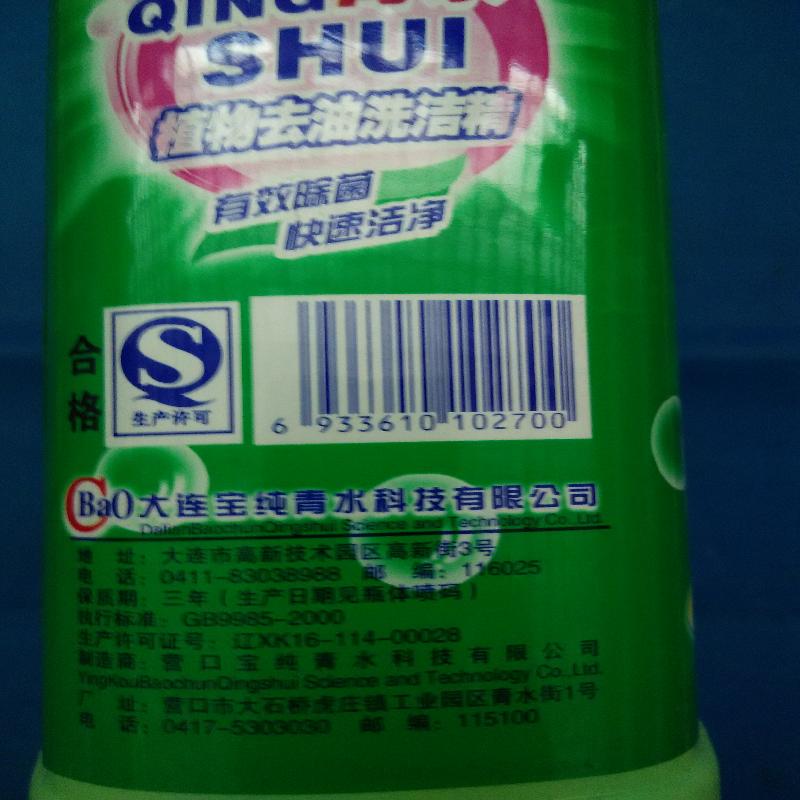 QING
SHUI
植物去油洗洁精
有效除菌
快速洁净
合格
生产许可
6 933610 102700
CBaO大连宝纯青水科技有限公司
DalianBaochunQingshui Science and Technology Co.,Ltd.
地 址：大连市高新技术园区高新街3号
电 话：0411-83038988 邮 编：116025
保质期：三年（生产日期见瓶体喷码）
执行标准：GB9985-2000
生产许可证号：辽XK16-114-00028
制造商：营口宝纯青水科技有限公司
YingKouBaochunQingshui Science and Technology Co.,Ltd.
厂 址：营口市大石桥虎庄镇工业园区青水街1号
电 话：0417-5303030 邮 编：115100